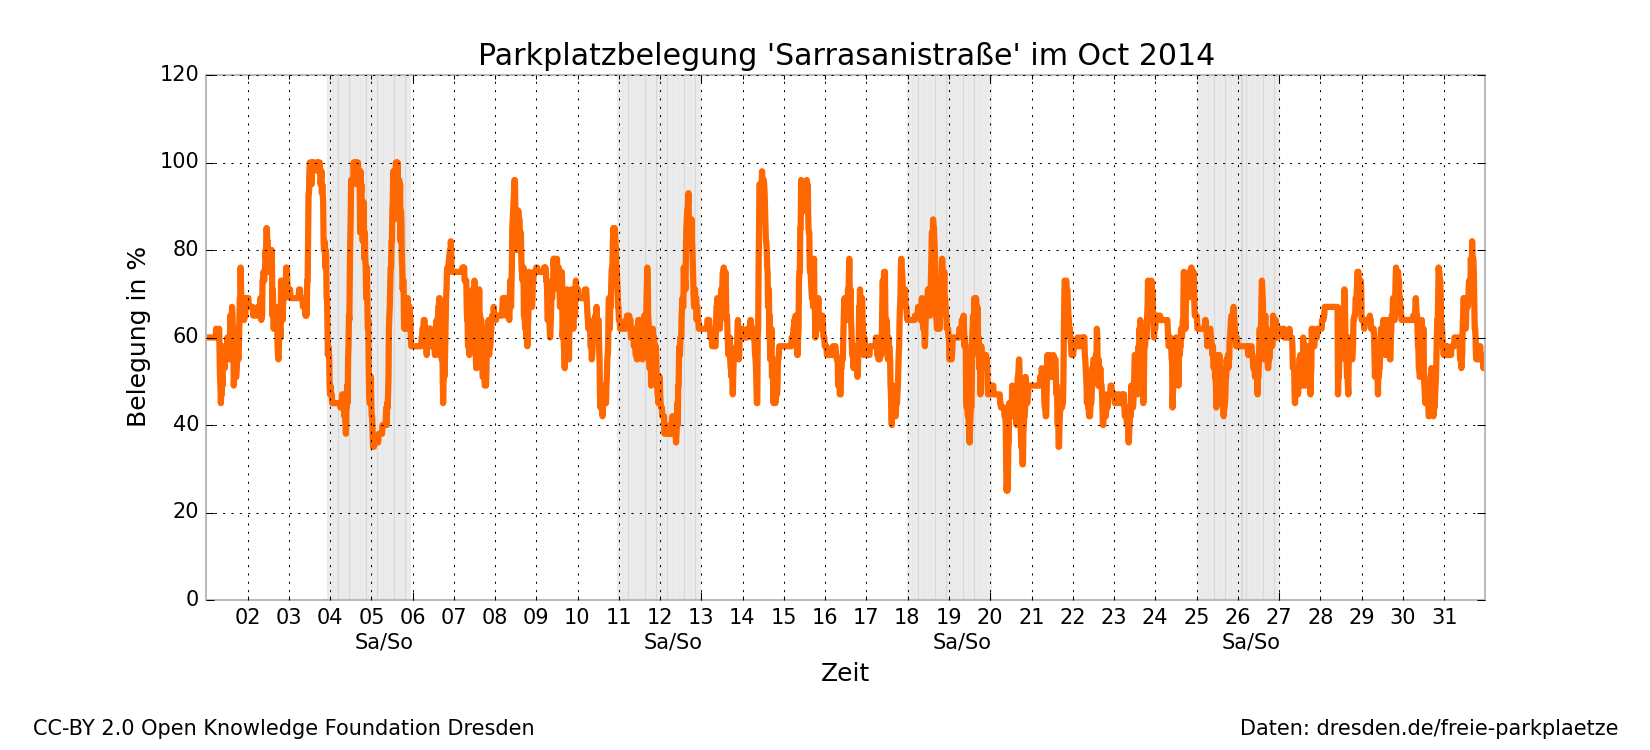 Parkplatzbelegung 'Sarrasanistraße' im Oct 2014
120
100
80
60
40
20
0
Belegung in %
02 03 04 05 06 07 08 09 10 11 12 13 14 15 16 17 18 19 20 21 22 23 24 25 26 27 28 29 30 31
Sa/So Sa/So Sa/So Sa/So
Zeit
CC-BY 2.0 Open Knowledge Foundation Dresden
Daten: dresden.de/freie-parkplaetze